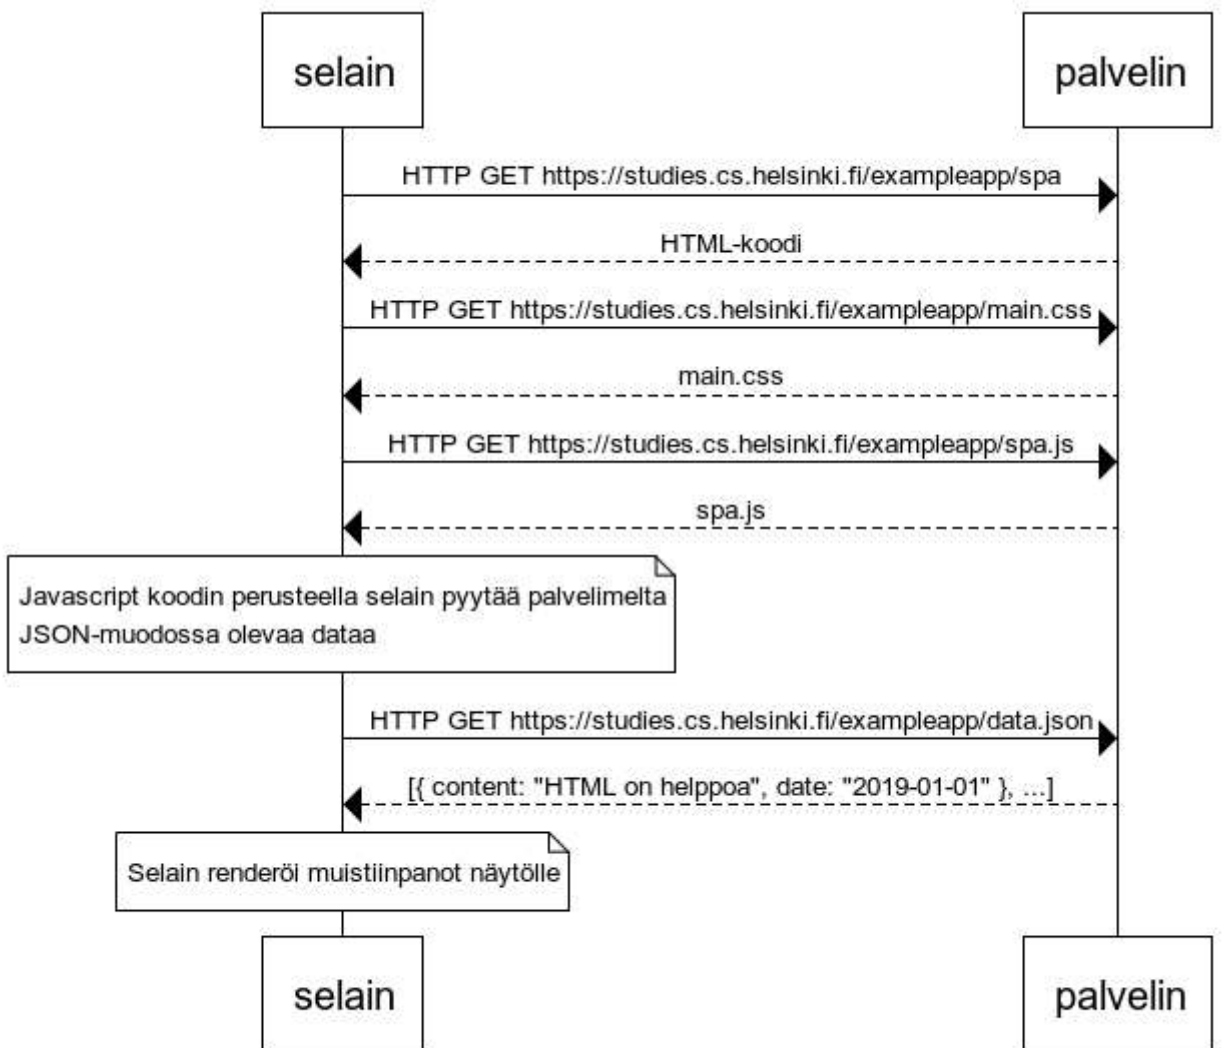 selain
palvelin
HTTP GET https://studies.cs.helsinki.fi/exampleapp/spa
HTML-koodi
HTTP GET https://studies.cs.helsinki.fi/exampleapp/main.css
main.css
HTTP GET https://studies.cs.helsinki.fi/exampleapp/spa.js
spa.js
Javascript koodin perusteella selain pyytää palvelimelta
JSON-muodossa olevaa dataa
HTTP GET https://studies.cs.helsinki.fi/exampleapp/data.json
[{ content: "HTML on helppoa", date: "2019-01-01" }, ...]
Selain renderöi muistiinpanot näytölle
selain
palvelin